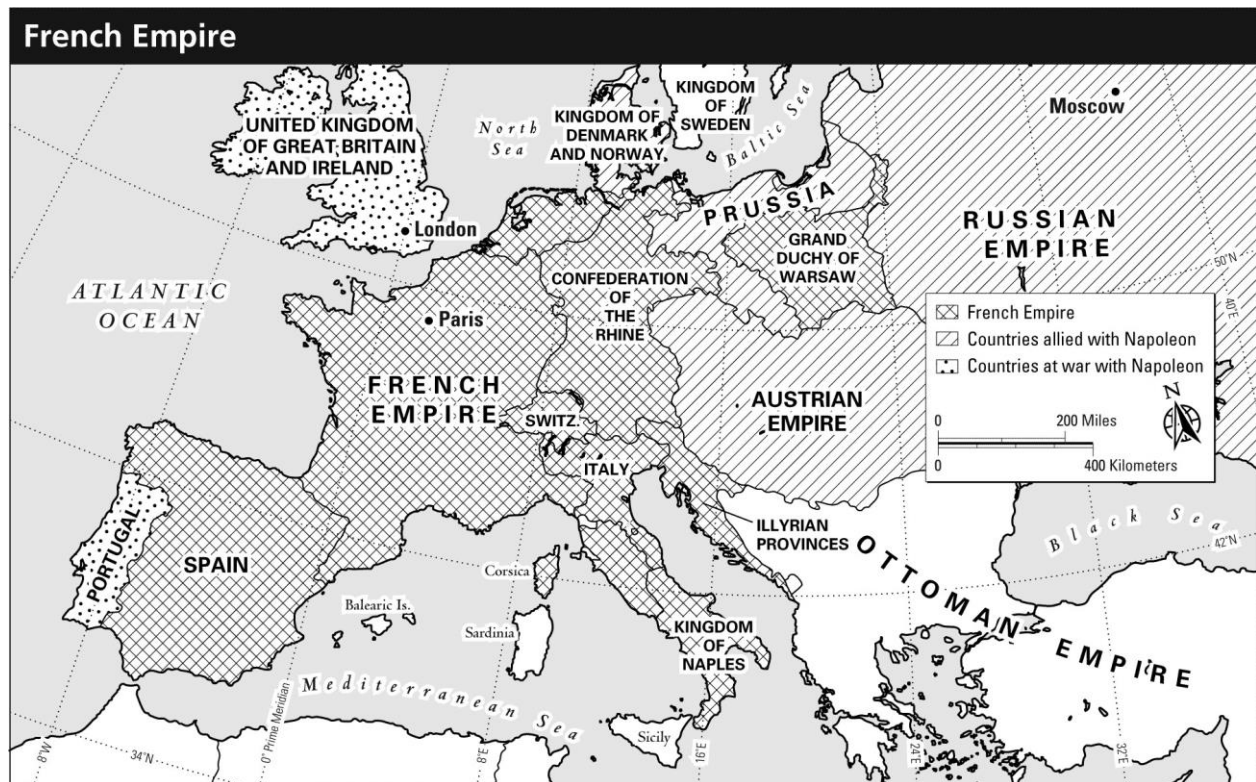 French Empire
UNITED KINGDOM
OF GREAT BRITAIN
AND IRELAND
London
North
Sea
KINGDOM OF
DENMARK
AND NORWAY
KINGDOM
OF
SWEDEN
Baltic Sea
Moscow
PRUSSIA
RUSSIAN
EMPIRE
GRAND
DUCHY OF
WARSAW
CONFEDERATION
OF
THE
RHINE
ATLANTIC
OCEAN
Paris
FRENCH
EMPIRE
SWITZ.
AUSTRIAN
EMPIRE
ITALY
ILLYRIAN
PROVINCES
50°N
40°E
French Empire
Countries allied with Napoleon
Countries at war with Napoleon
N
0 200 Miles
0 400 Kilometers
Black Sea
42°N
PORTUGAL
SPAIN
Corsica
Balearic Is.
Sardinia
KINGDOM
OF
NAPLES
OTTOMAN EMPIRE
Mediterranean Sea
Sicily
8°W
34°N
0° Prime Meridian
8°E
16°E
24°E
32°E